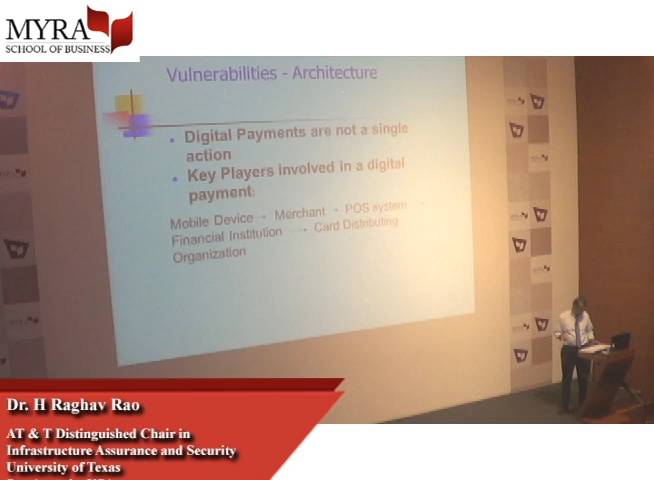 MYRA
SCHOOL OF BUSINESS
Vulnerabilities - Architecture
Digital Payments are not a single
action
Key Players involved in a digital
payment:
Mobile Device → Merchant → POS system →
Financial Institution → Card Distributing
Organization
Dr. H Raghav Rao
AT & T Distinguished Chair in
Infrastructure Assurance and Security
University of Texas